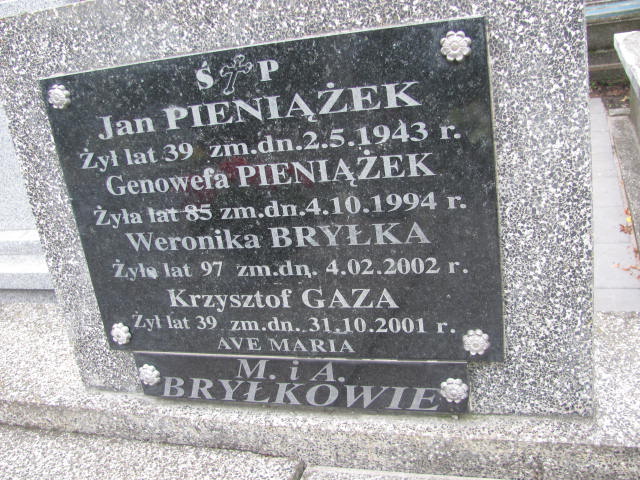 Ś P
Jan PIENIĄŻEK
Żył lat 39 zm.dn.2.5.1943 r.
Genowefa PIENIĄŻEK
Żyła lat 85 zm.dn.4.10.1994 r.
Weronika BRYŁKA
Żyła lat 97 zm.dn. 4.02.2002 r.
Krzysztof GAZA
Żył lat 39 zm.dn. 31.10.2001 r.
AVE MARIA
M. i A.
BRYŁKOWIE